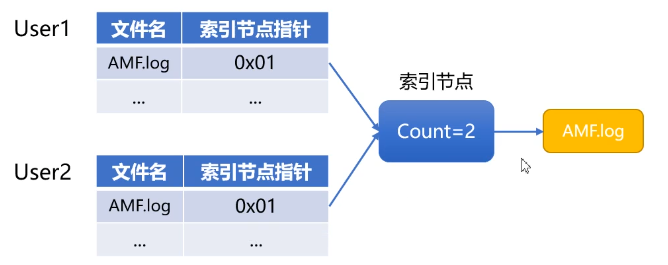 User1
文件名 索引节点指针
AMF.log 0x01
... ...
索引节点
Count=2
AMF.log
User2
文件名 索引节点指针
AMF.log 0x01
... ...